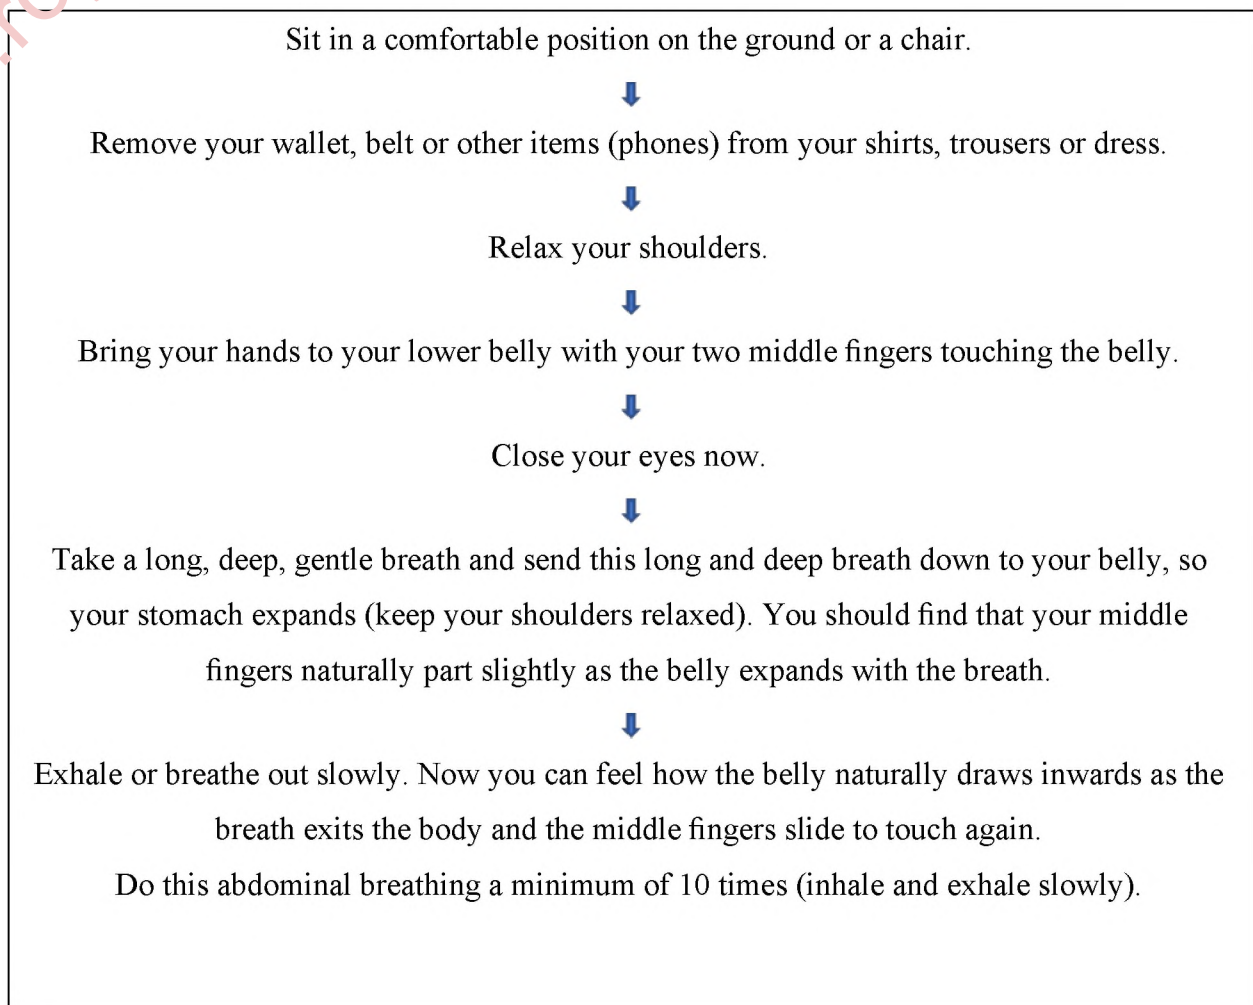 Sit in a comfortable position on the ground or a chair.
Remove your wallet, belt or other items (phones) from your shirts, trousers or dress.
Relax your shoulders.
Bring your hands to your lower belly with your two middle fingers touching the belly.
Close your eyes now.
Take a long, deep, gentle breath and send this long and deep breath down to your belly, so
your stomach expands (keep your shoulders relaxed). You should find that your middle
fingers naturally part slightly as the belly expands with the breath.
Exhale or breathe out slowly. Now you can feel how the belly naturally draws inwards as the
breath exits the body and the middle fingers slide to touch again.
Do this abdominal breathing a minimum of 10 times (inhale and exhale slowly).